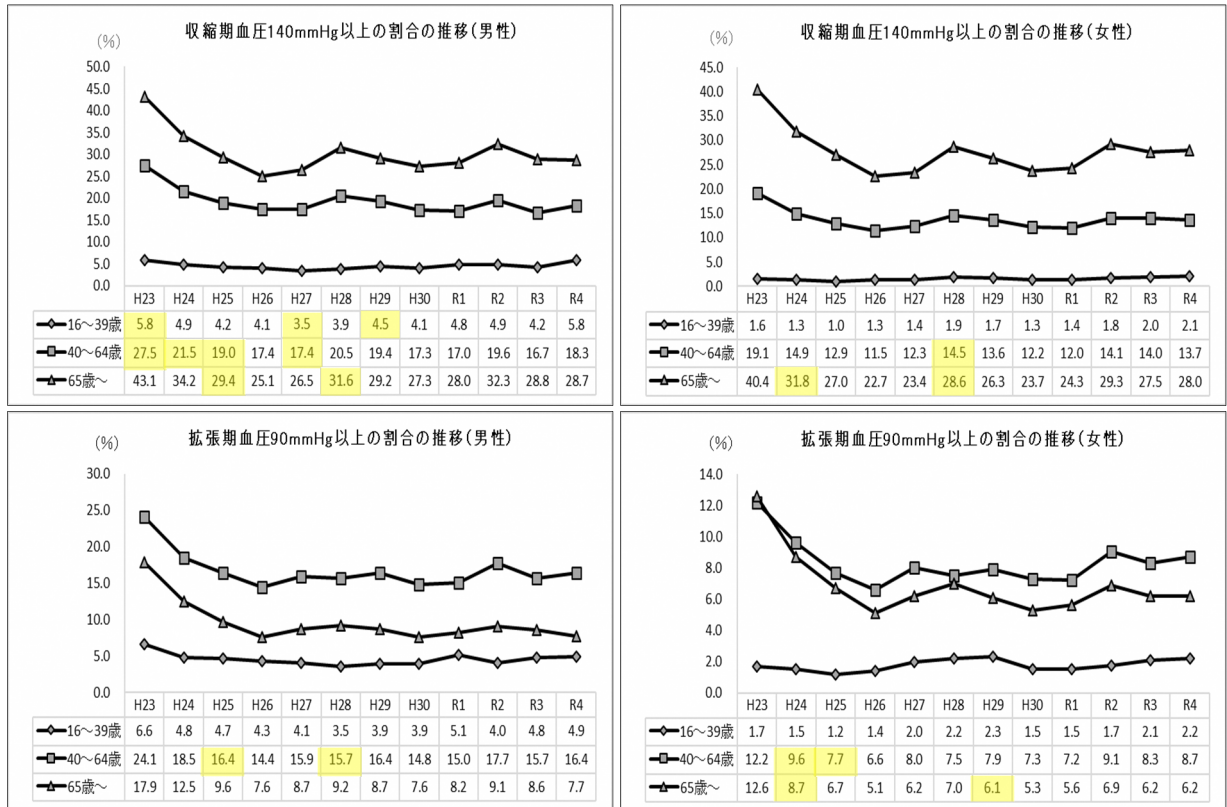 収縮期血圧140mmHg以上の割合の推移(男性)
(%)
50.0
45.0
40.0
35.0
30.0
25.0
20.0
15.0
10.0
5.0
0.0
H23 H24 H25 H26 H27 H28 H29 H30 R1 R2 R3 R4
16～39歳 5.8 4.9 4.2 4.1 3.5 3.9 4.5 4.1 4.8 4.9 4.2 5.8
40～64歳 27.5 21.5 19.0 17.4 17.4 20.5 19.4 17.3 17.0 19.6 16.7 18.3
65歳～ 43.1 34.2 29.4 25.1 26.5 31.6 29.2 27.3 28.0 32.3 28.8 28.7
収縮期血圧140mmHg以上の割合の推移(女性)
(%)
45.0
40.0
35.0
30.0
25.0
20.0
15.0
10.0
5.0
0.0
H23 H24 H25 H26 H27 H28 H29 H30 R1 R2 R3 R4
16～39歳 1.6 1.3 1.0 1.3 1.4 1.9 1.7 1.3 1.4 1.8 2.0 2.1
40～64歳 19.1 14.9 12.9 11.5 12.3 14.5 13.6 12.2 12.0 14.1 14.0 13.7
65歳～ 40.4 31.8 27.0 22.7 23.4 28.6 26.3 23.7 24.3 29.3 27.5 28.0
拡張期血圧90mmHg以上の割合の推移(男性)
(%)
30.0
25.0
20.0
15.0
10.0
5.0
0.0
H23 H24 H25 H26 H27 H28 H29 H30 R1 R2 R3 R4
16～39歳 6.6 4.8 4.7 4.3 4.1 3.5 3.9 3.9 5.1 4.0 4.8 4.9
40～64歳 24.1 18.5 16.4 14.4 15.9 15.7 16.4 14.8 15.0 17.7 15.7 16.4
65歳～ 17.9 12.5 9.6 7.6 8.7 9.2 8.7 7.6 8.2 9.1 8.6 7.7
拡張期血圧90mmHg以上の割合の推移(女性)
(%)
14.0
12.0
10.0
8.0
6.0
4.0
2.0
0.0
H23 H24 H25 H26 H27 H28 H29 H30 R1 R2 R3 R4
16～39歳 1.7 1.5 1.2 1.4 2.0 2.2 2.3 1.5 1.5 1.7 2.1 2.2
40～64歳 12.2 9.6 7.7 6.6 8.0 7.5 7.9 7.3 7.2 9.1 8.3 8.7
65歳～ 12.6 8.7 6.7 5.1 6.2 7.0 6.1 5.3 5.6 6.9 6.2 6.2